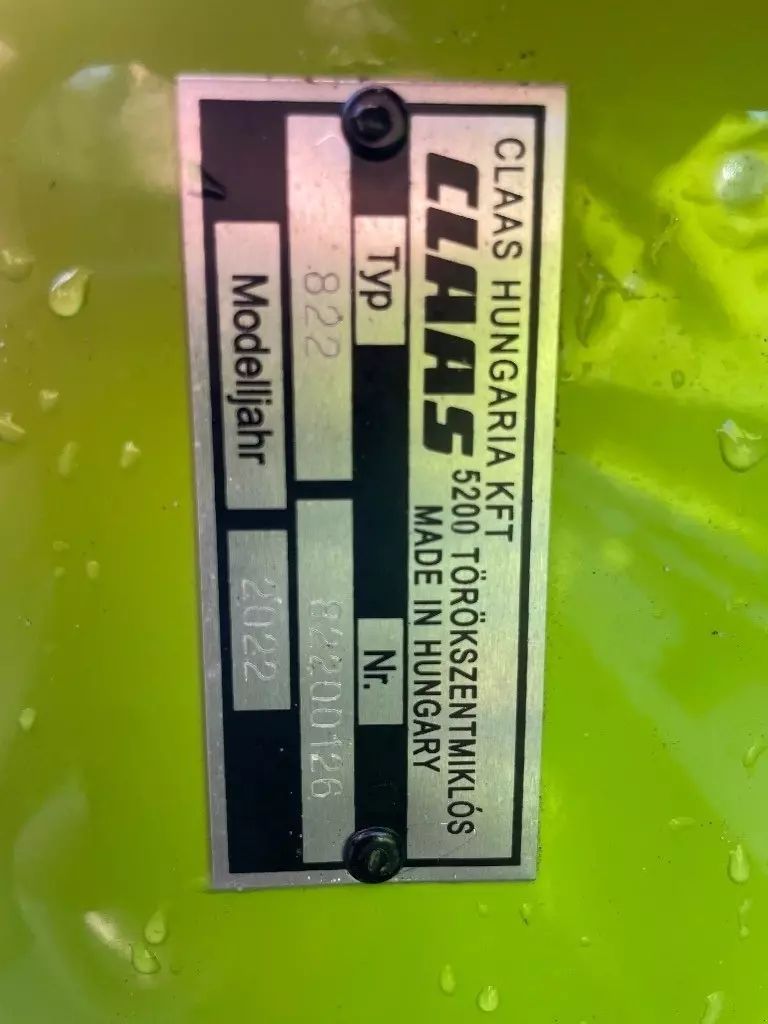 CLAAS HUNGARIA KFT
CLAAS 5200 TÖRÖKSZENTMIKLÓS
MADE IN HUNGARY
Typ Nr.
822 82200126
Modelljahr 2022